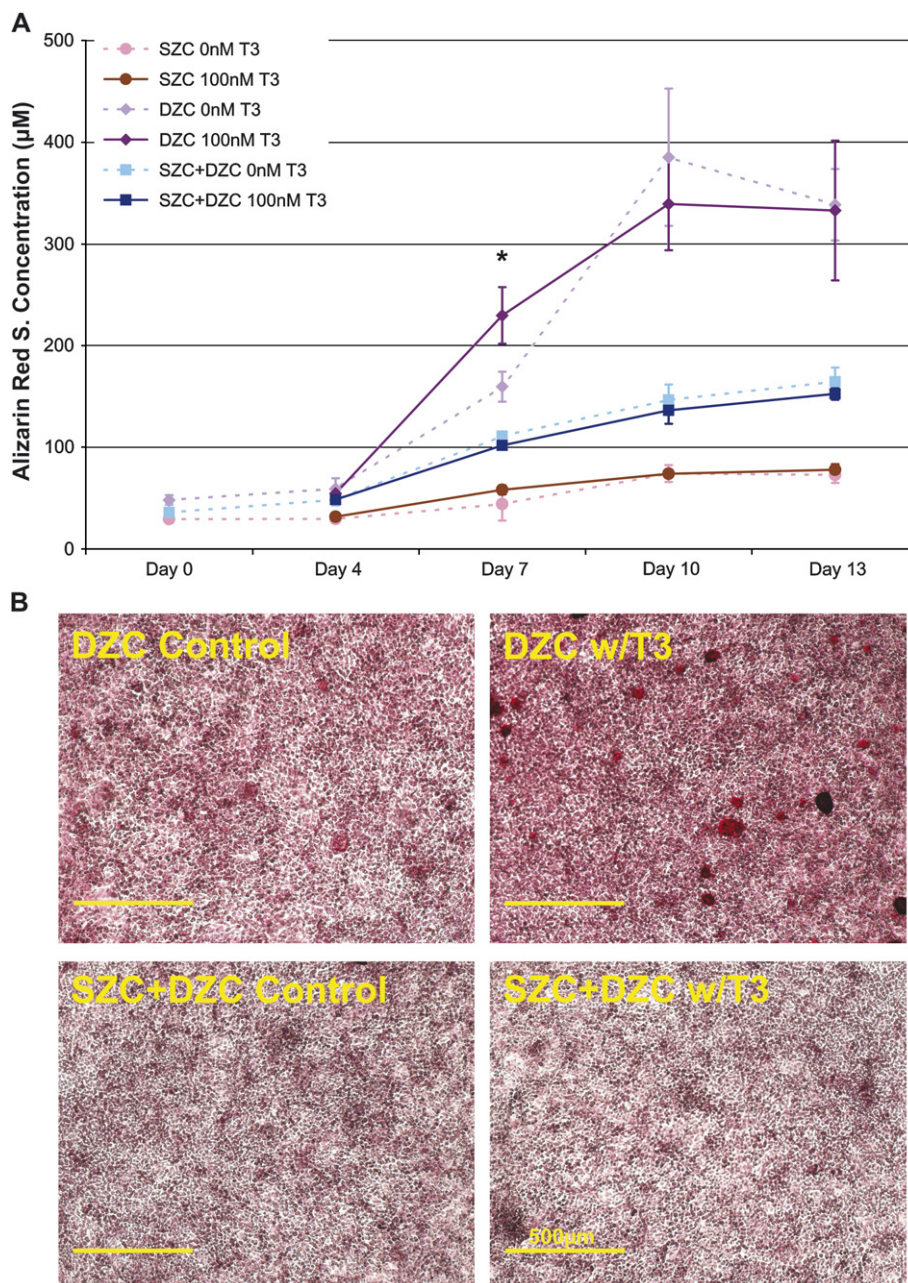 A
500
400
300
200
100
0
Alizarin Red S. Concentration (µM)
SZC 0nM T3
SZC 100nM T3
DZC 0nM T3
DZC 100nM T3
SZC+DZC 0nM T3
SZC+DZC 100nM T3
*
Day 0
Day 4
Day 7
Day 10
Day 13
B
DZC Control
DZC w/T3
SZC+DZC Control
SZC+DZC w/T3
500µm